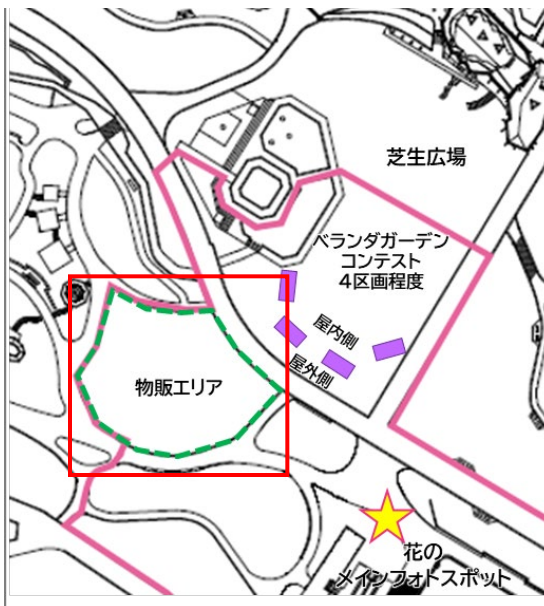 芝生広場
ベランダガーデン
コンテスト
4区画程度
屋内側
屋外側
物販エリア
花の
メインフォトスポット